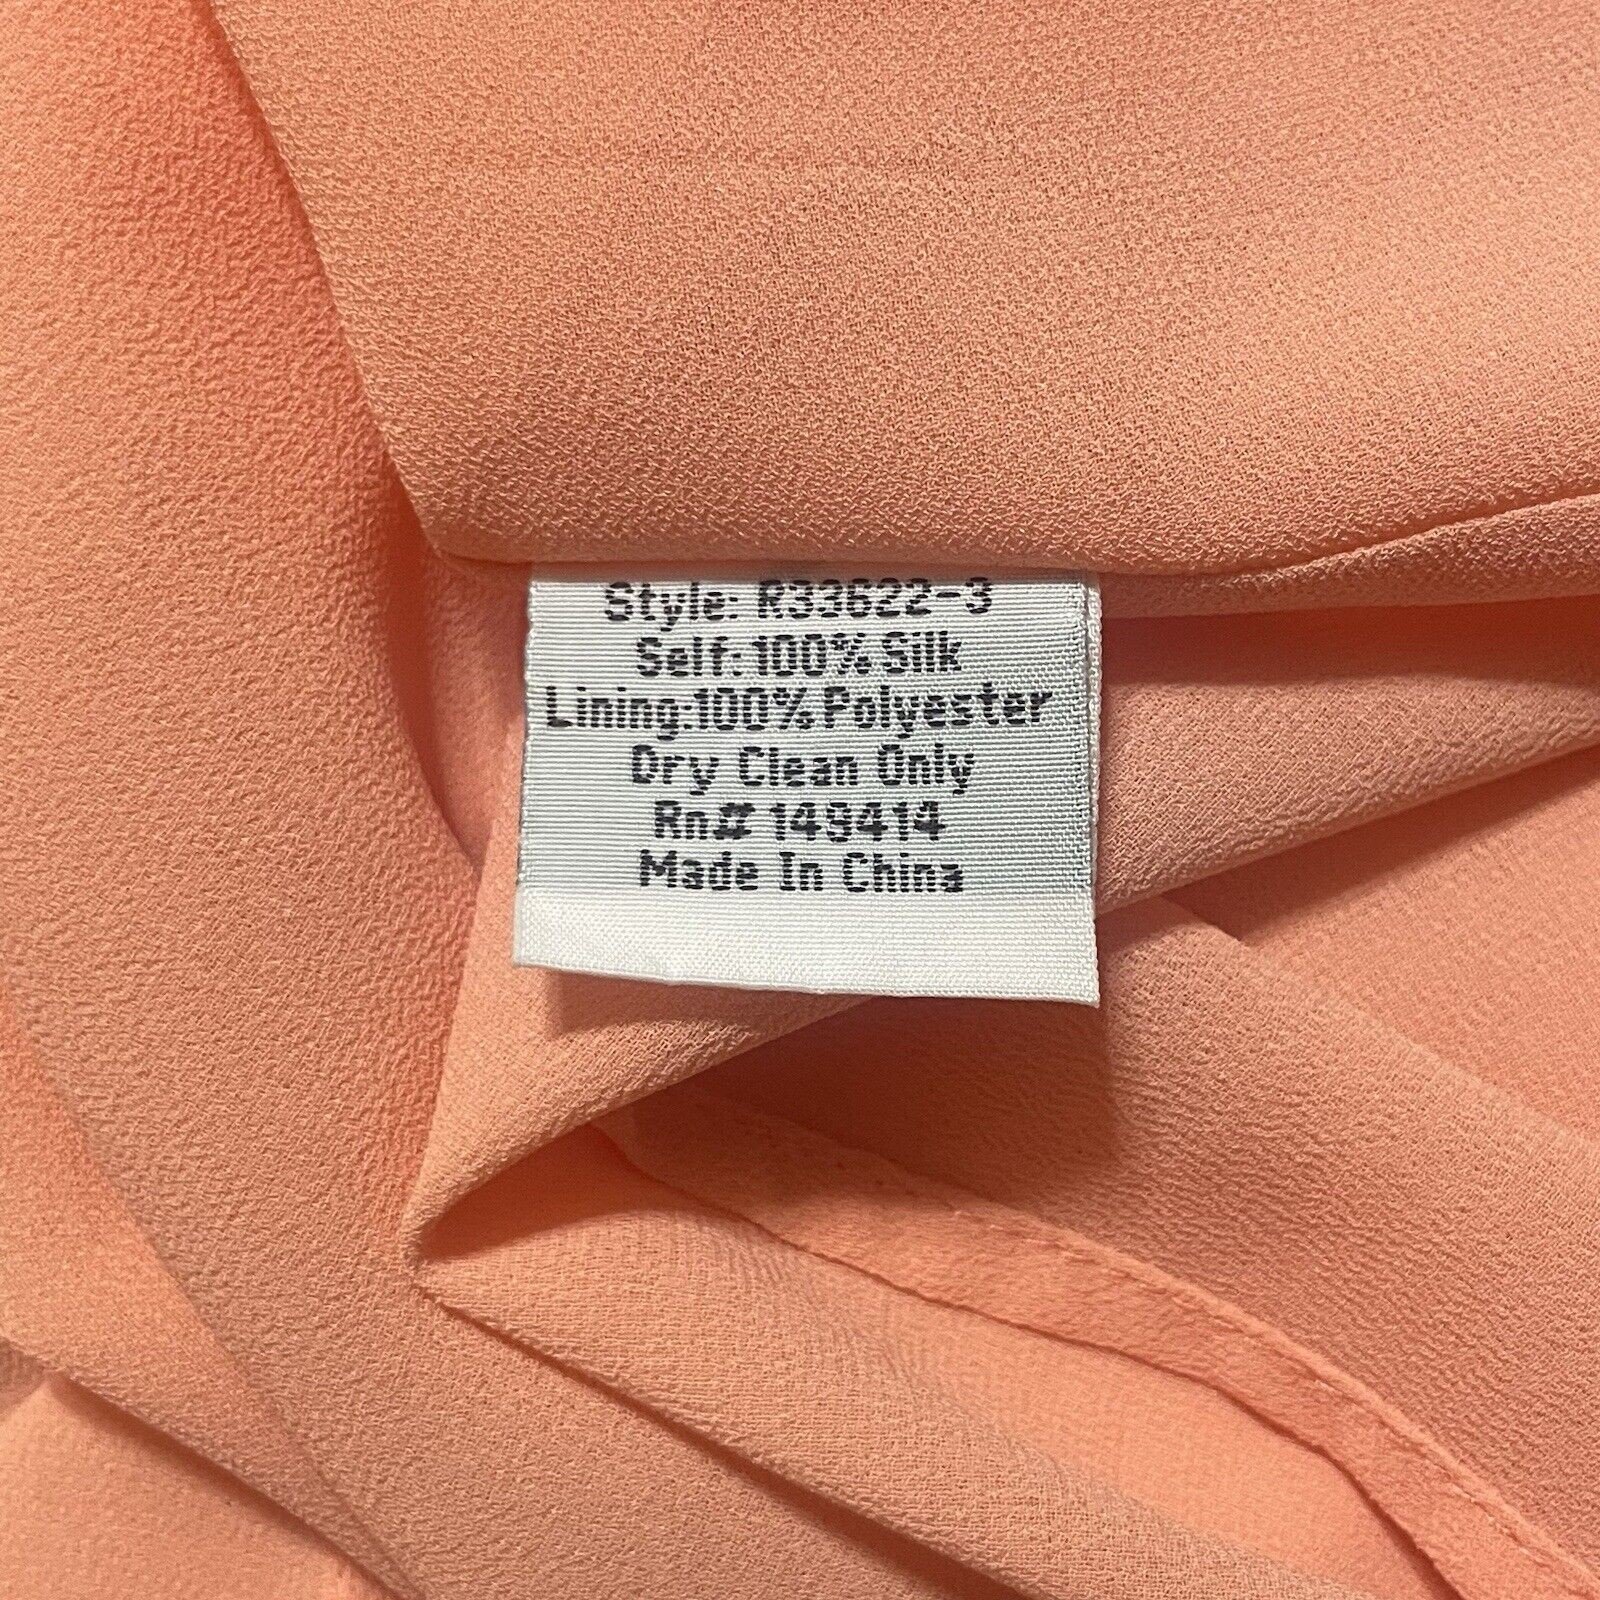 Style: R33622-3
Self:100% Silk
Lining:100% Polyester
Dry Clean Only
Rn# 149414
Made In China